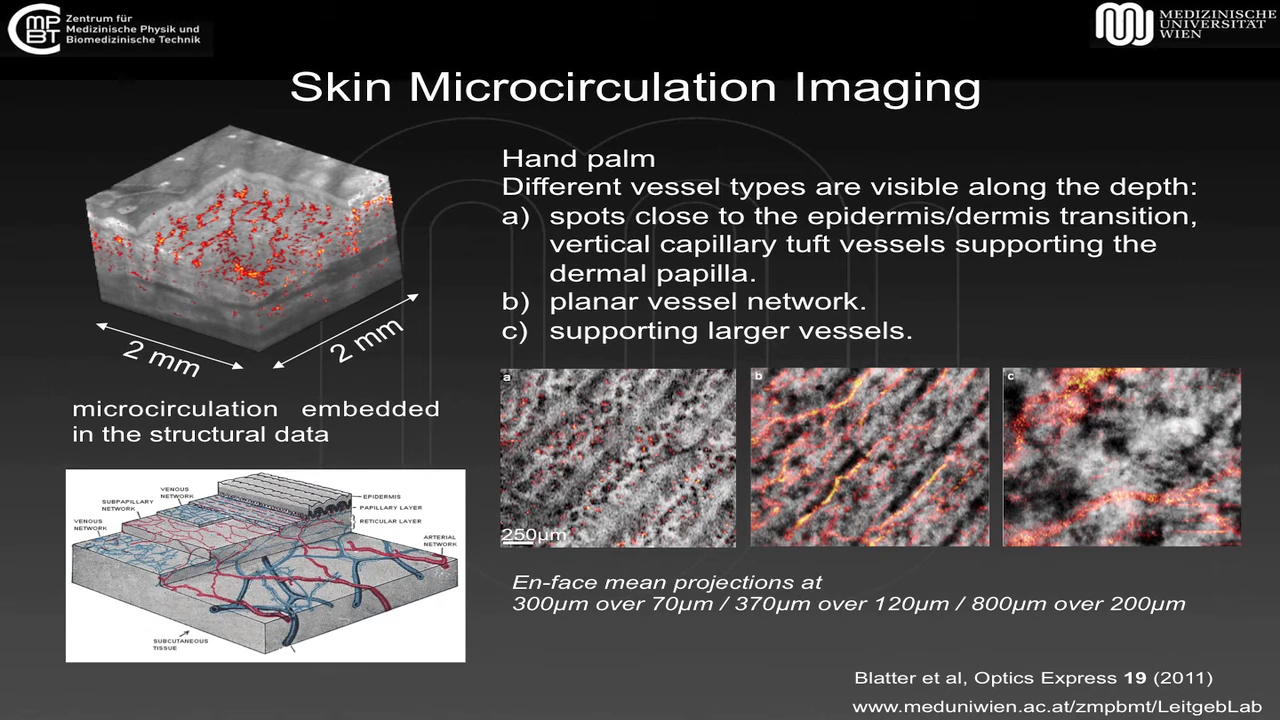 Zentrum für
Medizinische Physik und
Biomedizinische Technik
CMPBT
MEDIZINISCHE
UNIVERSITÄT
WIEN
Skin Microcirculation Imaging
2 mm
2 mm
microcirculation embedded
in the structural data
Hand palm
Different vessel types are visible along the depth:
a) spots close to the epidermis/dermis transition,
vertical capillary tuft vessels supporting the
dermal papilla.
b) planar vessel network.
c) supporting larger vessels.
a
b
c
250µm
En-face mean projections at
300µm over 70µm / 370µm over 120µm / 800µm over 200µm
VENOUS
NETWORK
SUBPAPILLARY
NETWORK
VENOUS
NETWORK
EPIDERMIS
PAPILLARY LAYER
RETICULAR LAYER
ARTERIAL
NETWORK
SUBCUTANEOUS
TISSUE
Blatter et al, Optics Express 19 (2011)
www.meduniwien.ac.at/zmpbmt/LeitgebLab